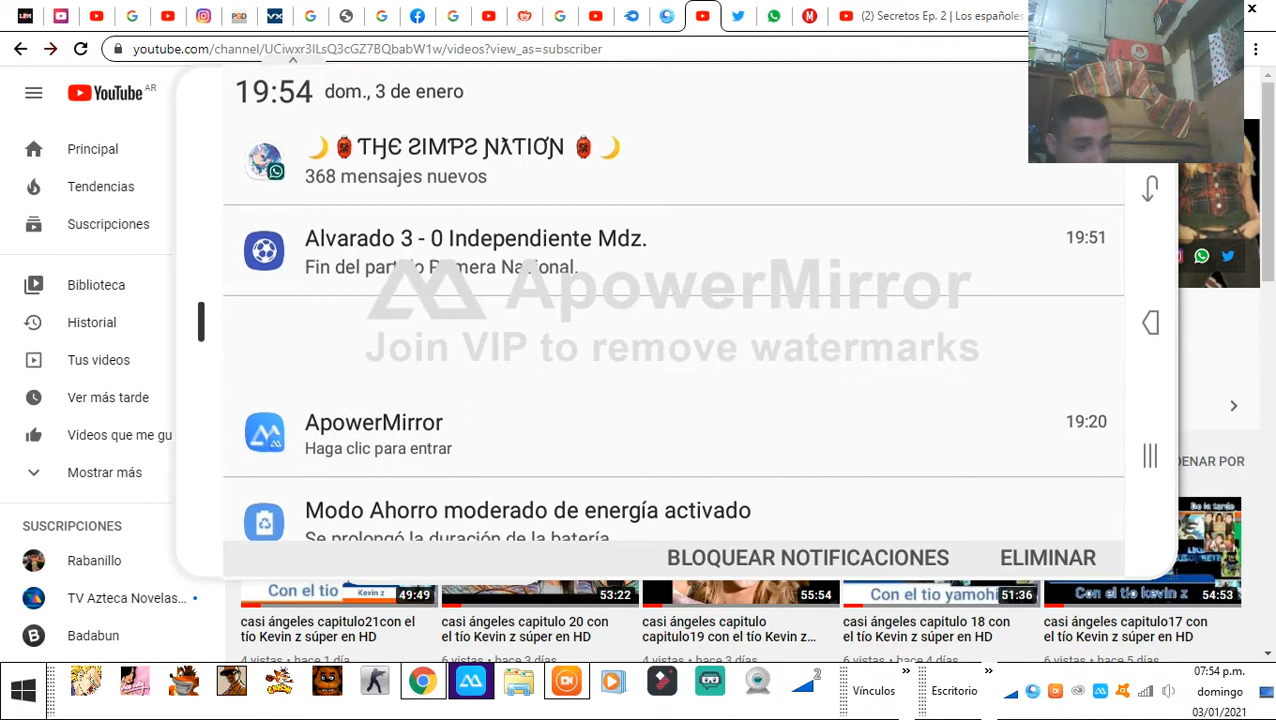 (2) Secretos Ep. 2 | Los españoles
youtube.com/channel/UCiwxr3ILsQ3cGZ7BQbabW1w/videos?view_as=subscriber
YouTube AR
Principal
Tendencias
Suscripciones
Biblioteca
Historial
Tus videos
Ver más tarde
Videos que me gu
Mostrar más
SUSCRIPCIONES
Rabanillo
TV Azteca Novelas...
Badabun
19:54 dom., 3 de enero
🌙🏮ƬӇЄ ƧIMƤƧ ƝƛƬIƠƝ 🏮🌙
368 mensajes nuevos
Alvarado 3 - 0 Independiente Mdz.
19:51
Fin del partido Primera Nacional.
ApowerMirror
Join VIP to remove watermarks
ApowerMirror
19:20
Haga clic para entrar
Modo Ahorro moderado de energía activado
Se prolongó la duración de la batería
BLOQUEAR NOTIFICACIONES ELIMINAR
DENAR POR
De la tarde
Con el tío Kevin z
49:49
53:22
55:54
Con el tío yamohi
51:36
Con el tío kevin z
54:53
casi ángeles capitulo21con el
tío Kevin z súper en HD
4 vistas · hace 1 día
casi ángeles capitulo 20 con
el tío Kevin z súper en HD
6 vistas · hace 3 días
casi ángeles capitulo
capitulo19 con el tío Kevin z...
4 vistas · hace 3 días
casi ángeles capitulo 18 con
el tío Kevin z súper en HD
6 vistas · hace 4 días
casi ángeles capitulo17 con
el tío Kevin z súper en HD
6 vistas · hace 5 días
2
Vínculos
Escritorio
07:54 p.m.
domingo
03/01/2021